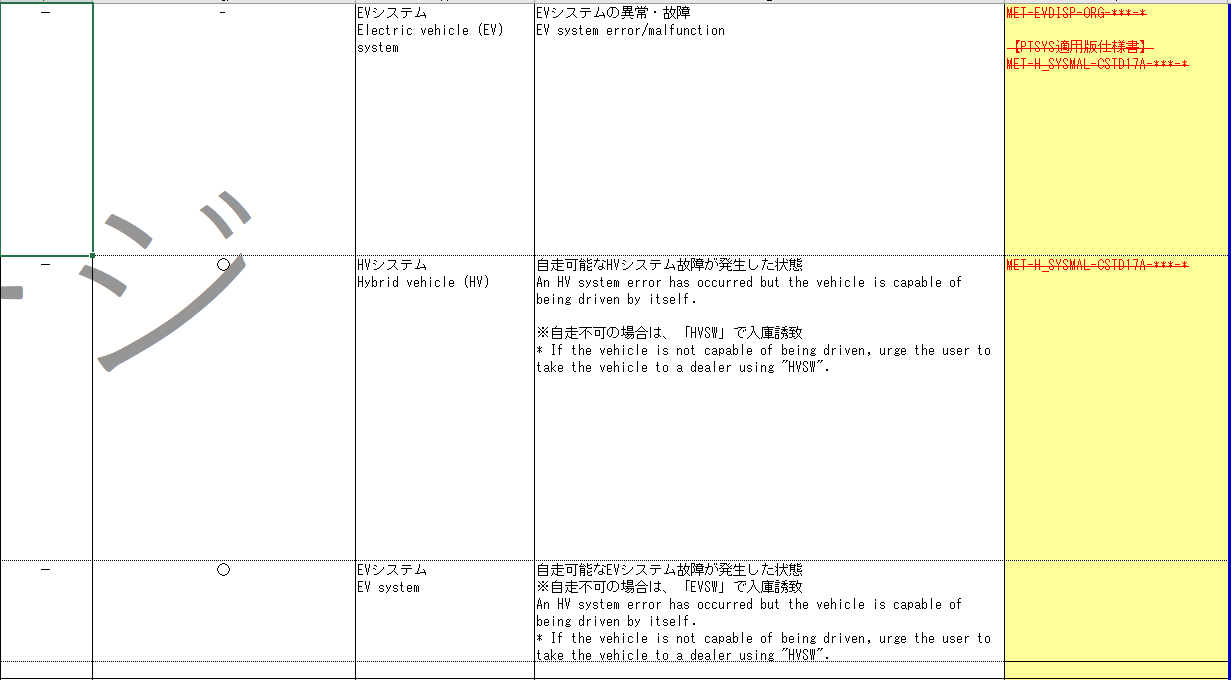 －
-
EVシステム
Electric vehicle (EV)
system
EVシステムの異常・故障
EV system error/malfunction
MET-EVDISP-ORG-***-*
【PTSYS適用版仕様書】
MET-H_SYSMAL-CSTD17A-***-*
－
○
HVシステム
Hybrid vehicle (HV)
自走可能なHVシステム故障が発生した状態
An HV system error has occurred but the vehicle is capable of
being driven by itself.
※自走不可の場合は、「HVSW」で入庫誘致
* If the vehicle is not capable of being driven, urge the user to
take the vehicle to a dealer using "HVSW".
MET-H_SYSMAL-CSTD17A-***-*
－
○
EVシステム
EV system
自走可能なEVシステム故障が発生した状態
※自走不可の場合は、「EVSW」で入庫誘致
An HV system error has occurred but the vehicle is capable of
being driven by itself.
* If the vehicle is not capable of being driven, urge the user to
take the vehicle to a dealer using "HVSW".
ジ